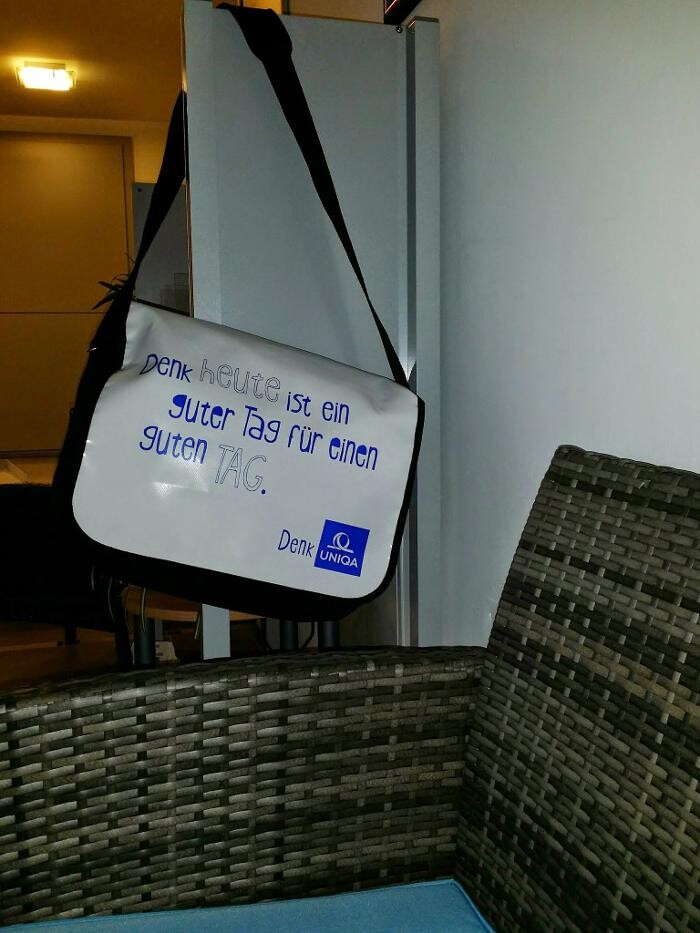 Denk heute ist ein
guter Tag für einen
guten TAG.
Denk UNIQA